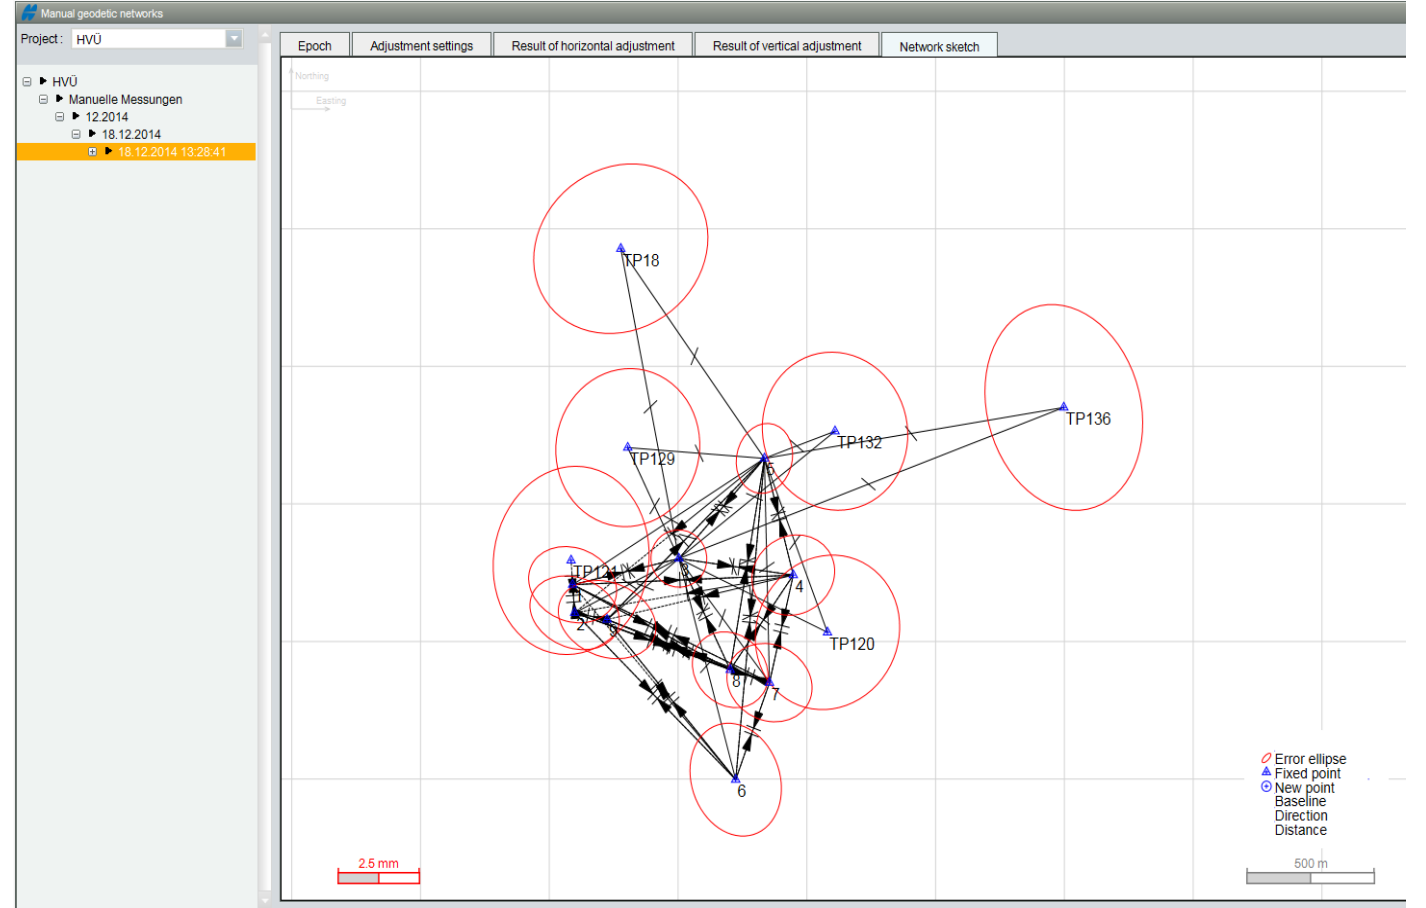 Manual geodetic networks
Project : HVÜ
HVÜ
Manuelle Messungen
12.2014
18.12.2014
18.12.2014 13:28:41
Epoch
Adjustment settings
Result of horizontal adjustment
Result of vertical adjustment
Network sketch
Northing
Easting
TP18
TP136
TP132
TP129
5
3
TP121
4
1
2
9
TP120
8
7
6
Error ellipse
Fixed point
New point
Baseline
Direction
Distance
2.5 mm
500 m